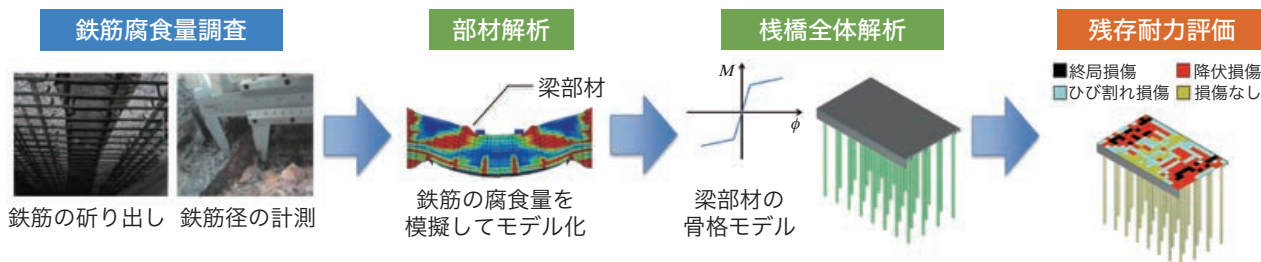 鉄筋腐食量調査
部材解析
桟橋全体解析
残存耐力評価
鉄筋の斫り出し
鉄筋径の計測
梁部材
鉄筋の腐食量を
模擬してモデル化
M
ϕ
梁部材の
骨格モデル
終局損傷
降伏損傷
ひび割れ損傷
損傷なし